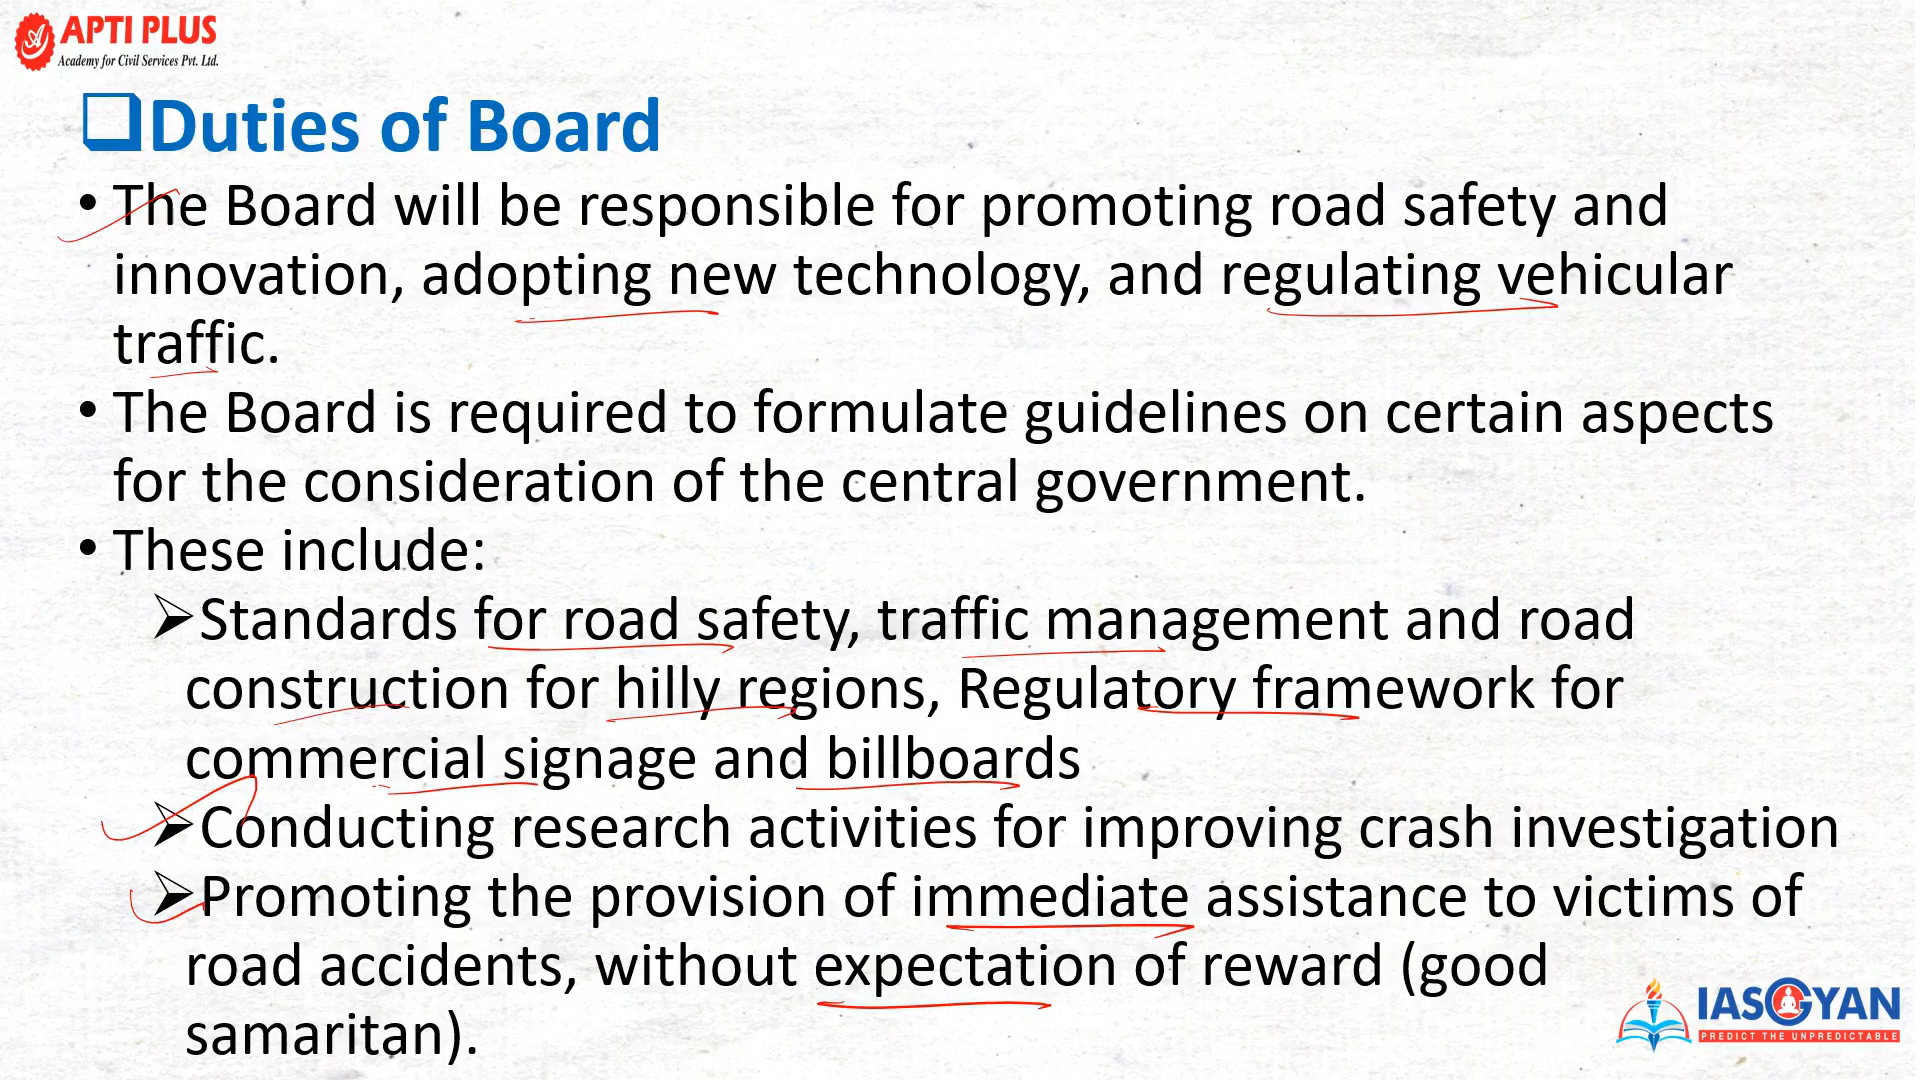 APTI PLUS
Academy for Civil Services Pvt. Ltd.
Duties of Board
• The Board will be responsible for promoting road safety and
innovation, adopting new technology, and regulating vehicular
traffic.
• The Board is required to formulate guidelines on certain aspects
for the consideration of the central government.
• These include:
➢Standards for road safety, traffic management and road
construction for hilly regions, Regulatory framework for
commercial signage and billboards
➢Conducting research activities for improving crash investigation
➢Promoting the provision of immediate assistance to victims of
road accidents, without expectation of reward (good
samaritan).
IASGYAN
PREDICT THE UNPREDICTABLE